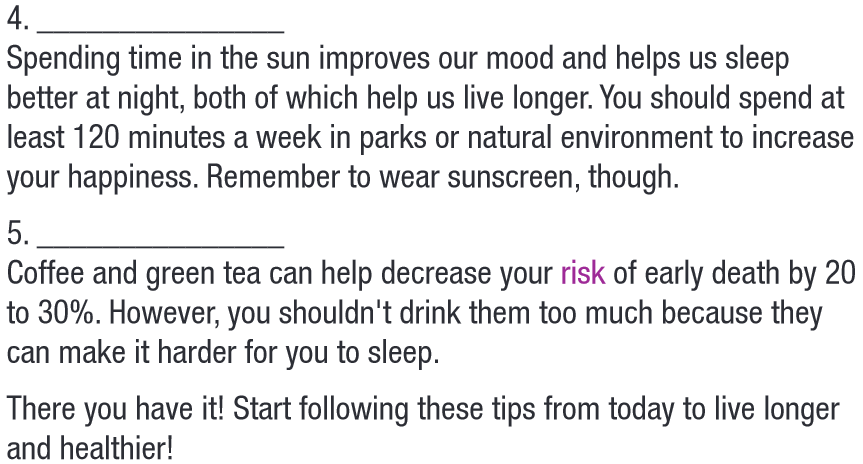 4. ________________
Spending time in the sun improves our mood and helps us sleep
better at night, both of which help us live longer. You should spend at
least 120 minutes a week in parks or natural environment to increase
your happiness. Remember to wear sunscreen, though.
5. ________________
Coffee and green tea can help decrease your risk of early death by 20
to 30%. However, you shouldn't drink them too much because they
can make it harder for you to sleep.
There you have it! Start following these tips from today to live longer
and healthier!